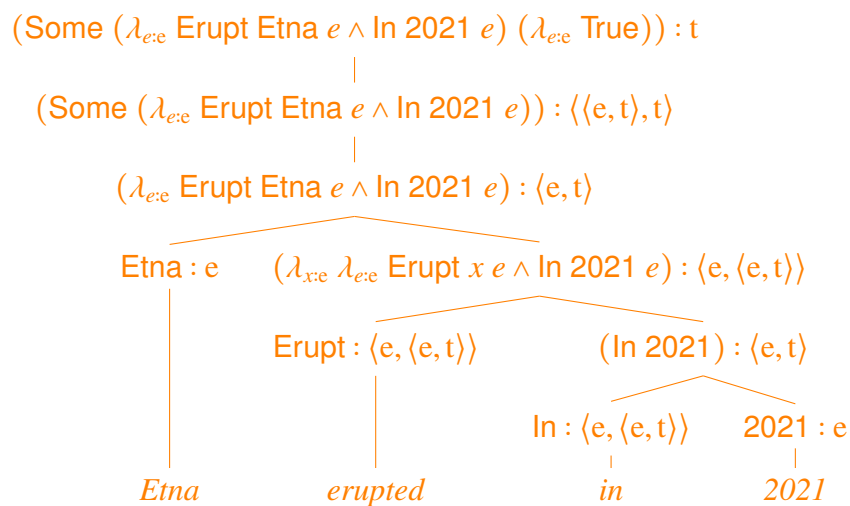 (Some (λe:e Erupt Etna e ∧ In 2021 e) (λe:e True)) : t
(Some (λe:e Erupt Etna e ∧ In 2021 e)) : ⟨⟨e, t⟩, t⟩
(λe:e Erupt Etna e ∧ In 2021 e) : ⟨e, t⟩
Etna : e (λx:e λe:e Erupt x e ∧ In 2021 e) : ⟨e, ⟨e, t⟩⟩
Erupt : ⟨e, ⟨e, t⟩⟩ (In 2021) : ⟨e, t⟩
In : ⟨e, ⟨e, t⟩⟩ 2021 : e
Etna erupted in 2021